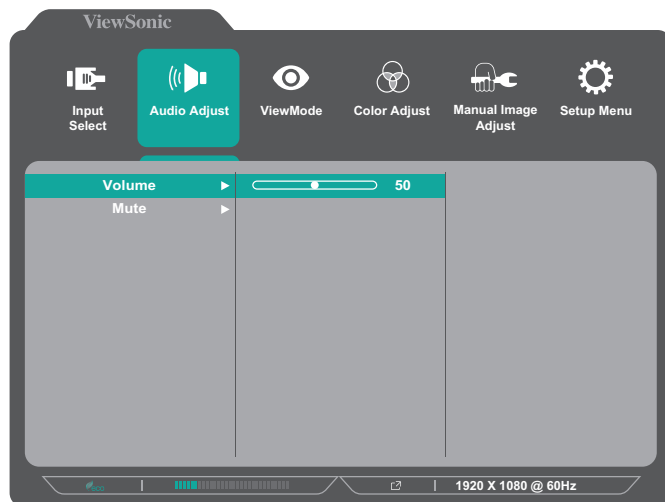 ViewSonic
Input Select
Audio Adjust
ViewMode
Color Adjust
Manual Image Adjust
Setup Menu
Volume
50
Mute
eco
1920 X 1080 @ 60Hz